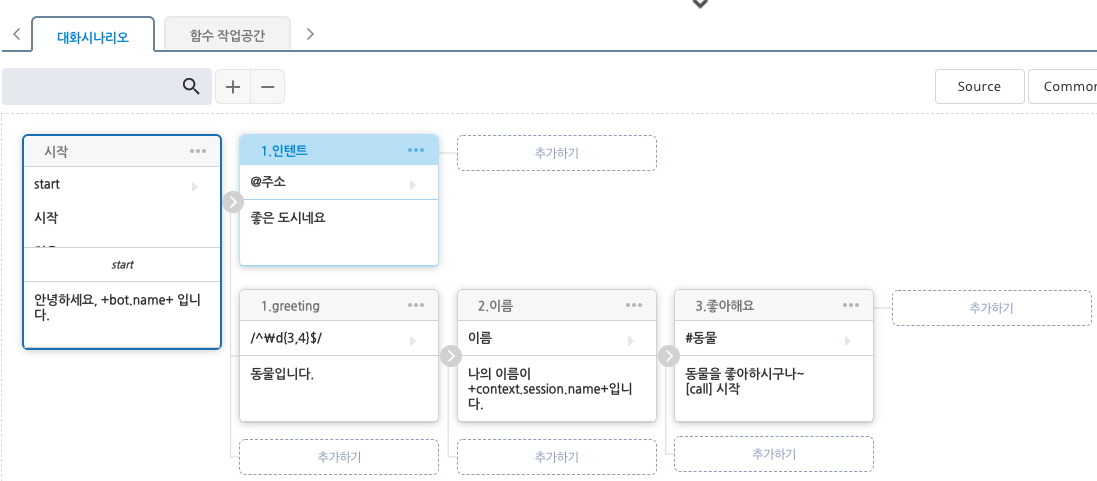 대화시나리오
함수 작업공간
Source
Common
시작
start
시작
start
안녕하세요, +bot.name+ 입니
다.
1.인텐트
@주소
좋은 도시네요
추가하기
1.greeting
/^₩d{3,4}$/
동물입니다.
2.이름
이름
나의 이름이
+context.session.name+입니
다.
3.좋아해요
#동물
동물을 좋아하시구나~
[call] 시작
추가하기
추가하기
추가하기
추가하기